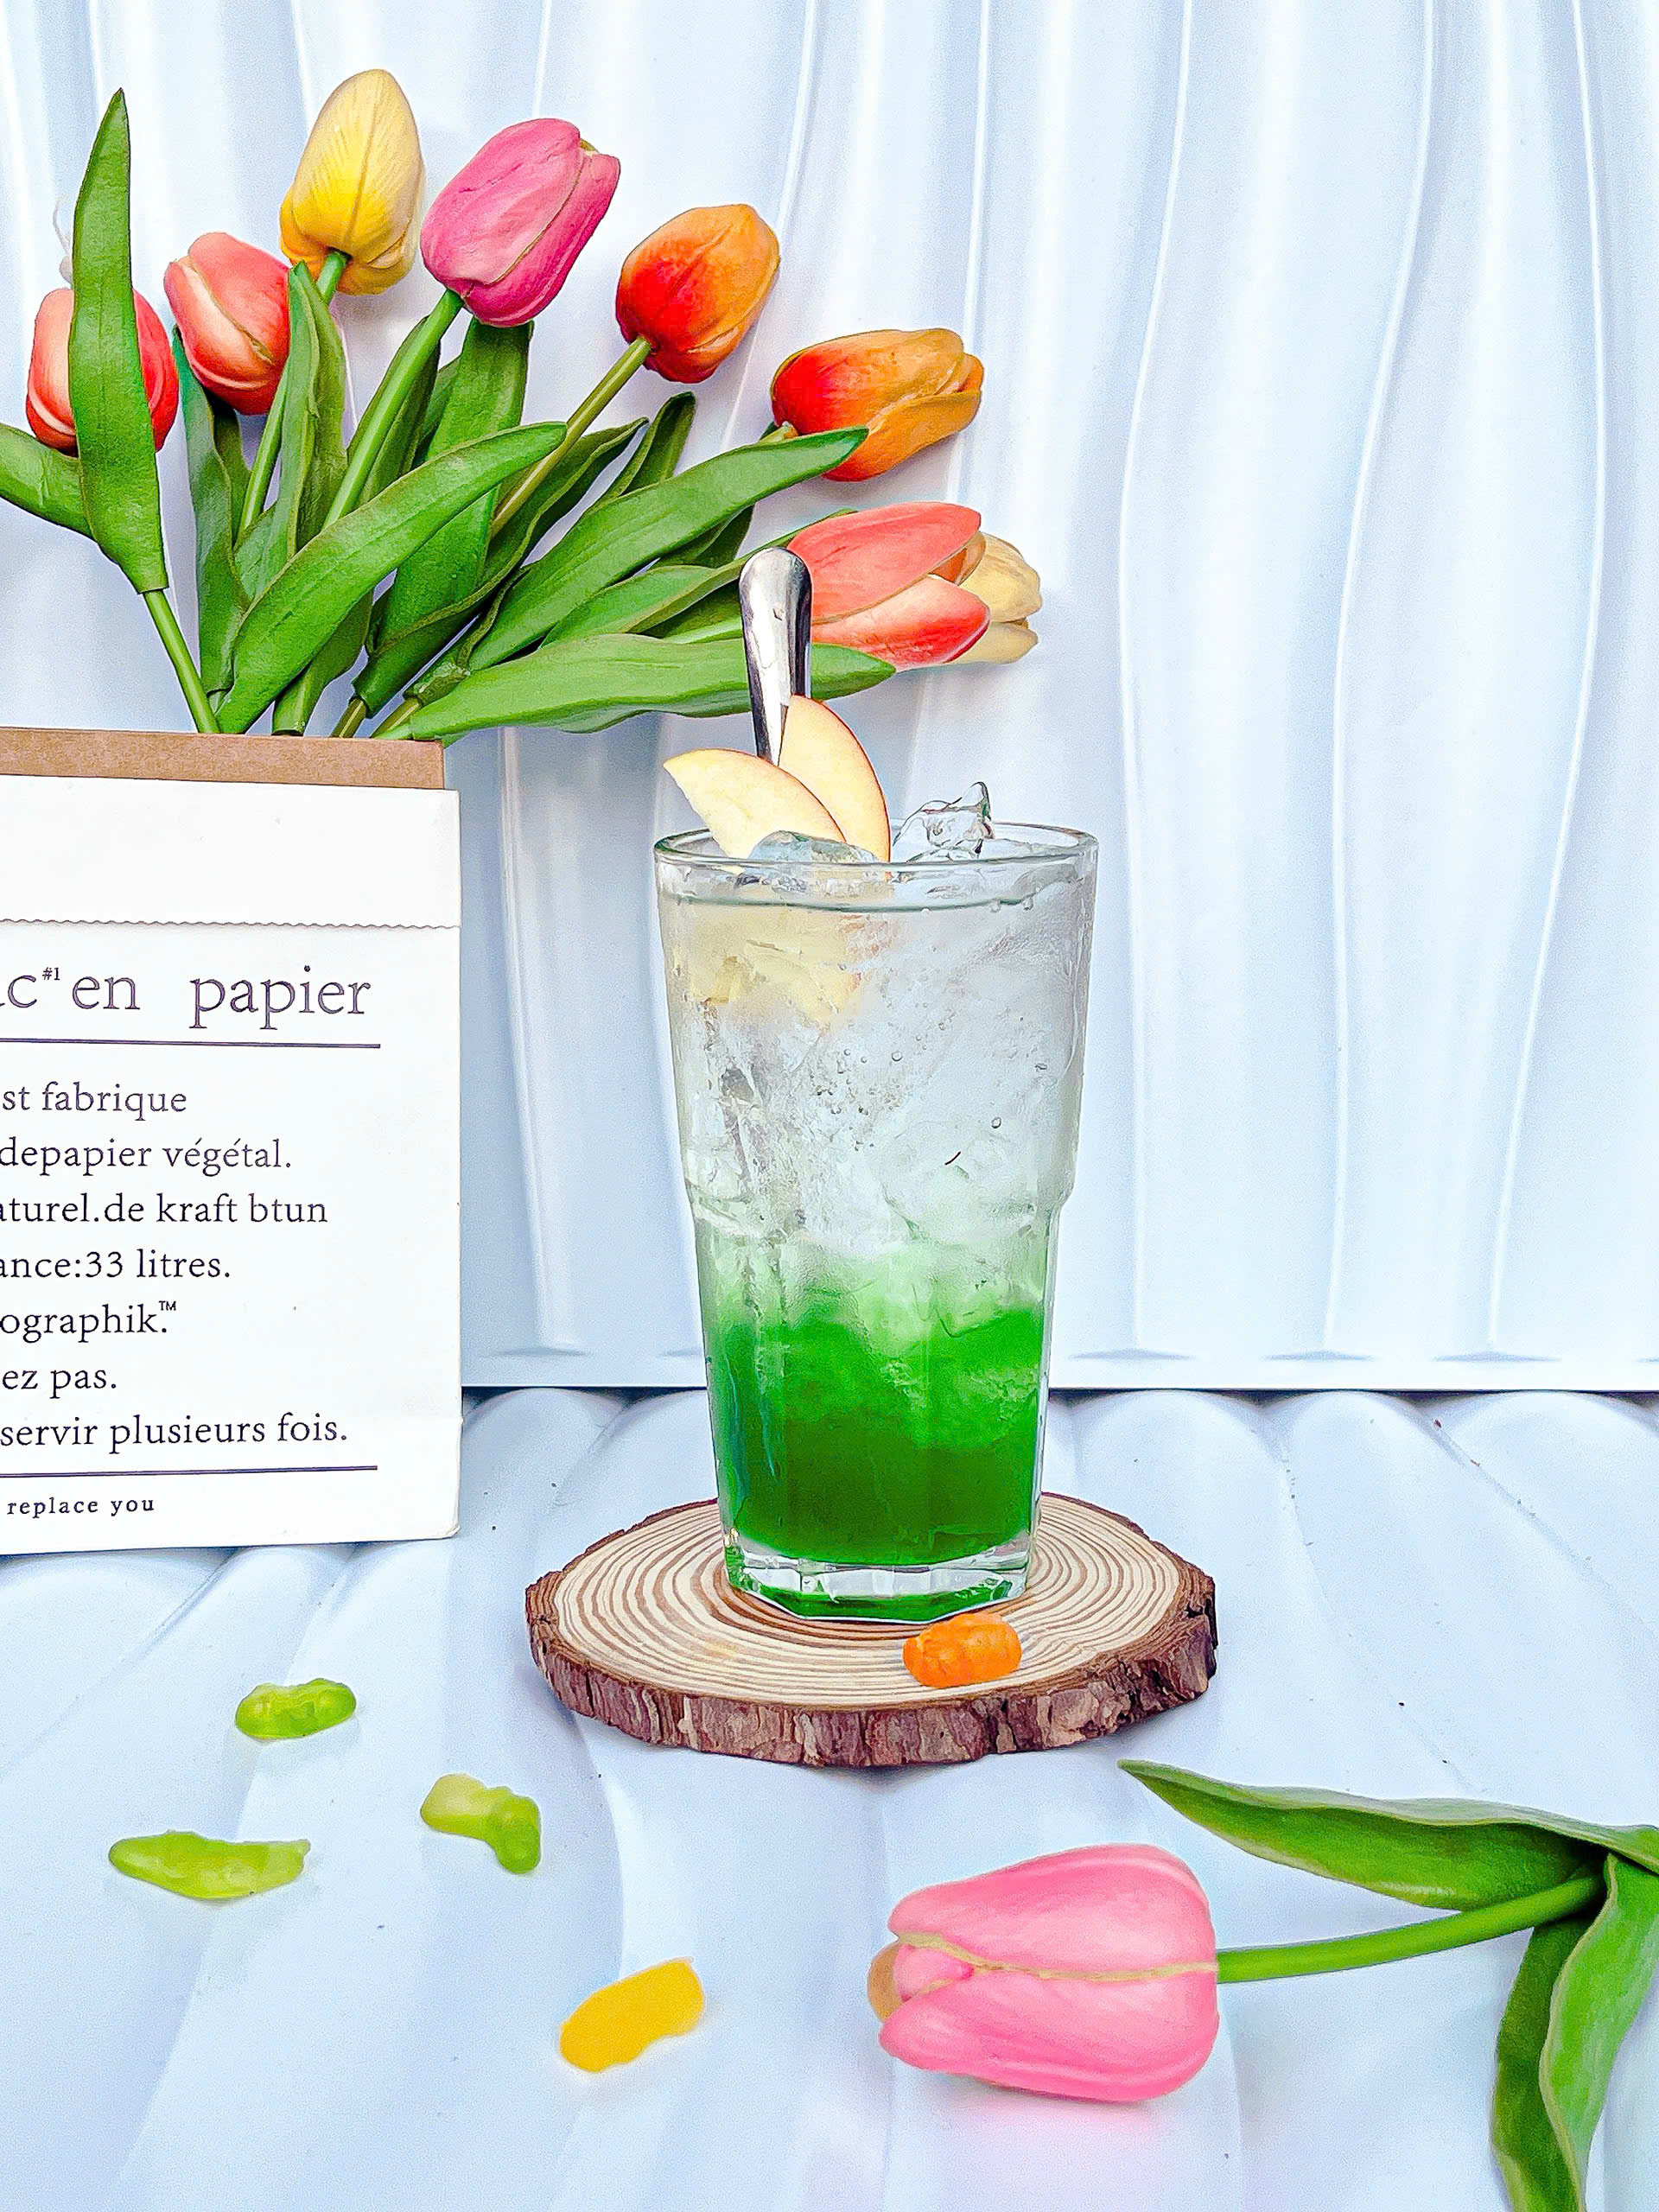 #1 en papier
st fabrique
depapier végétal.
aturel.de kraft btun
ance:33 litres.
ographik.™
ez pas.
servir plusieurs fois.
replace you